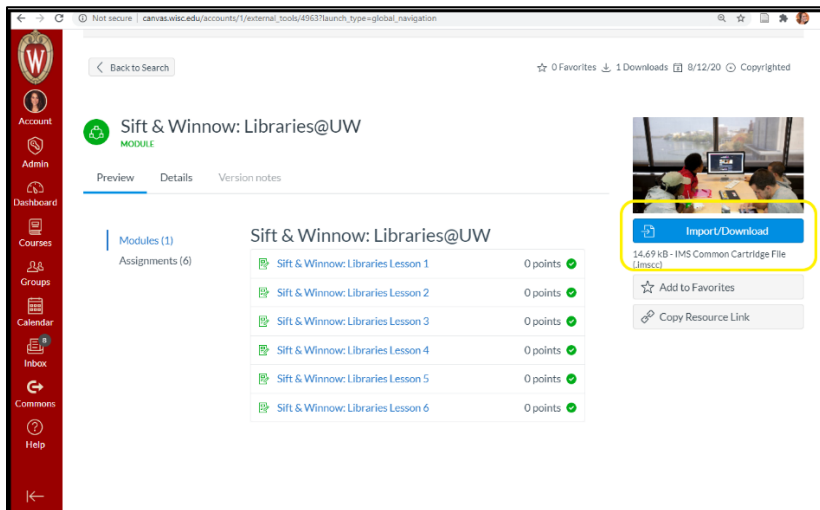 Not secure | canvas.wisc.edu/accounts/1/external_tools/4963?launch_type=global_navigation
W
Account
Admin
Dashboard
Courses
Groups
Calendar
8
Inbox
Commons
Help
Back to Search
0 Favorites 1 Downloads 8/12/20 Copyrighted
Sift & Winnow: Libraries@UW
MODULE
Preview Details Version notes
Modules (1)
Assignments (6)
Sift & Winnow: Libraries@UW
Sift & Winnow: Libraries Lesson 1 0 points
Sift & Winnow: Libraries Lesson 2 0 points
Sift & Winnow: Libraries Lesson 3 0 points
Sift & Winnow: Libraries Lesson 4 0 points
Sift & Winnow: Libraries Lesson 5 0 points
Sift & Winnow: Libraries Lesson 6 0 points
Import/Download
14.69 kB - IMS Common Cartridge File
(.imscc)
Add to Favorites
Copy Resource Link